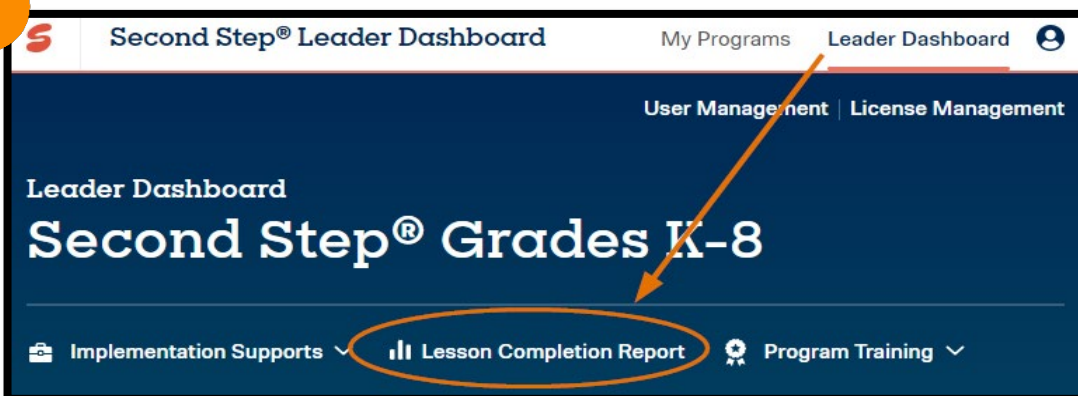 Second Step® Leader Dashboard My Programs Leader Dashboard
User Management | License Management
Leader Dashboard
Second Step® Grades K-8
Implementation Supports Lesson Completion Report Program Training